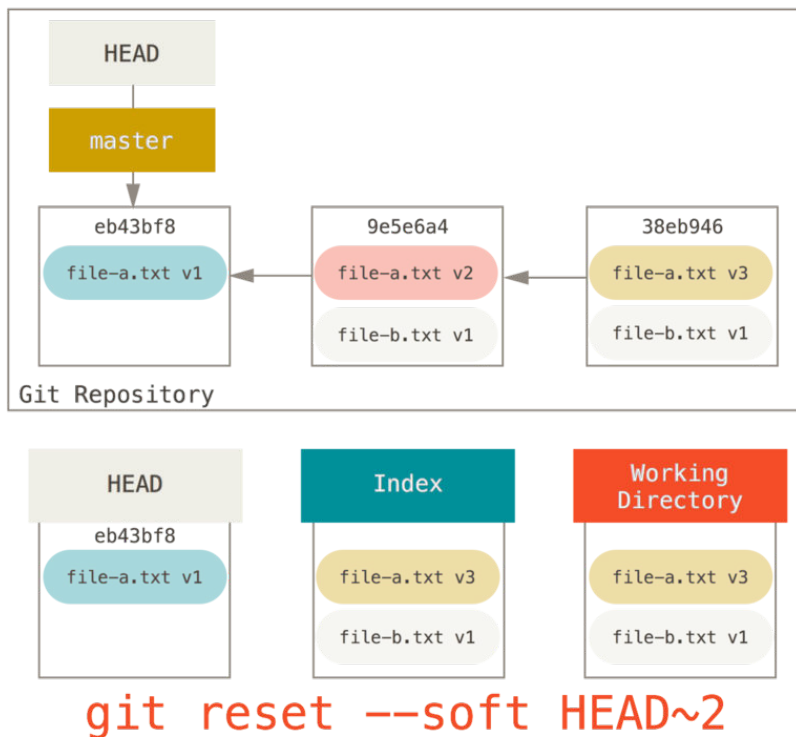 HEAD
master
eb43bf8
9e5e6a4
38eb946
file-a.txt v1
file-a.txt v2
file-a.txt v3
file-b.txt v1
file-b.txt v1
Git Repository
HEAD
Index
Working
Directory
eb43bf8
file-a.txt v1
file-a.txt v3
file-a.txt v3
file-b.txt v1
file-b.txt v1
git reset --soft HEAD~2